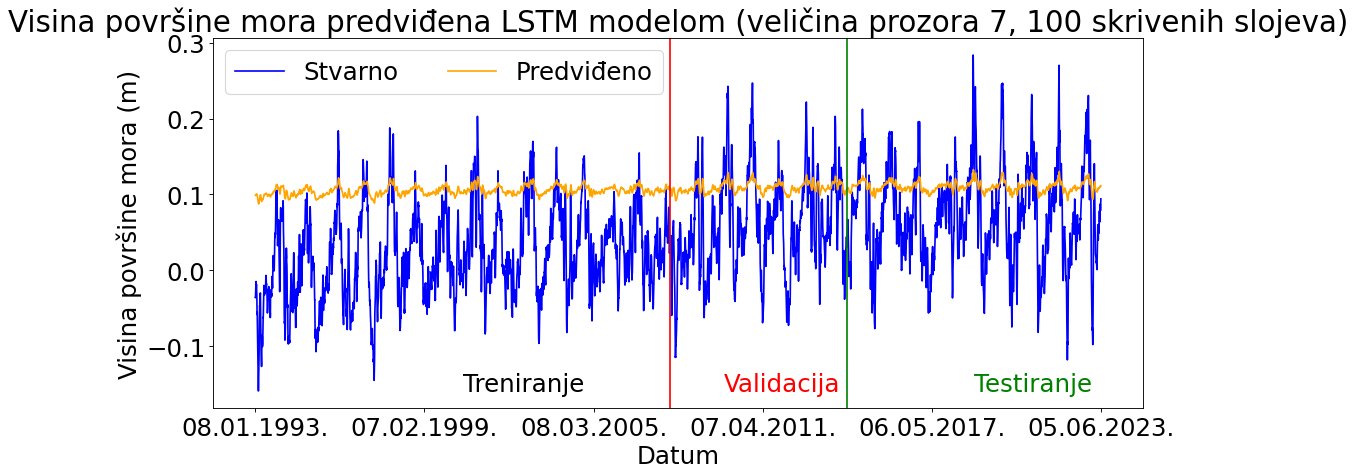 Visina površine mora predviđena LSTM modelom (veličina prozora 7, 100 skrivenih slojeva)
Stvarno
Predviđeno
Visina površine mora (m)
0.3
0.2
0.1
0.0
−0.1
Treniranje
Validacija
Testiranje
08.01.1993.
07.02.1999.
08.03.2005.
07.04.2011.
06.05.2017.
05.06.2023.
Datum